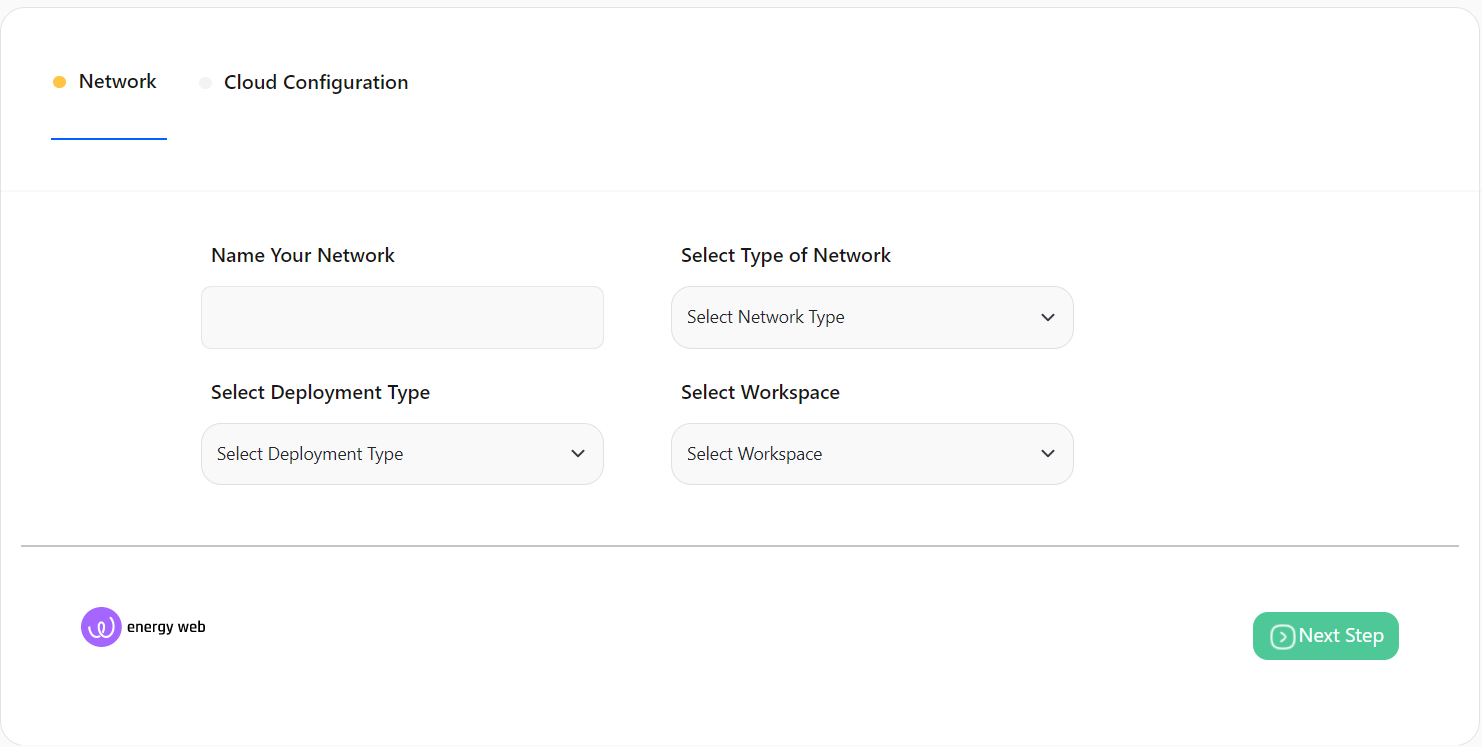 Network
Cloud Configuration
Name Your Network
Select Type of Network
Select Network Type
Select Deployment Type
Select Workspace
Select Deployment Type
Select Workspace
energy web
Next Step